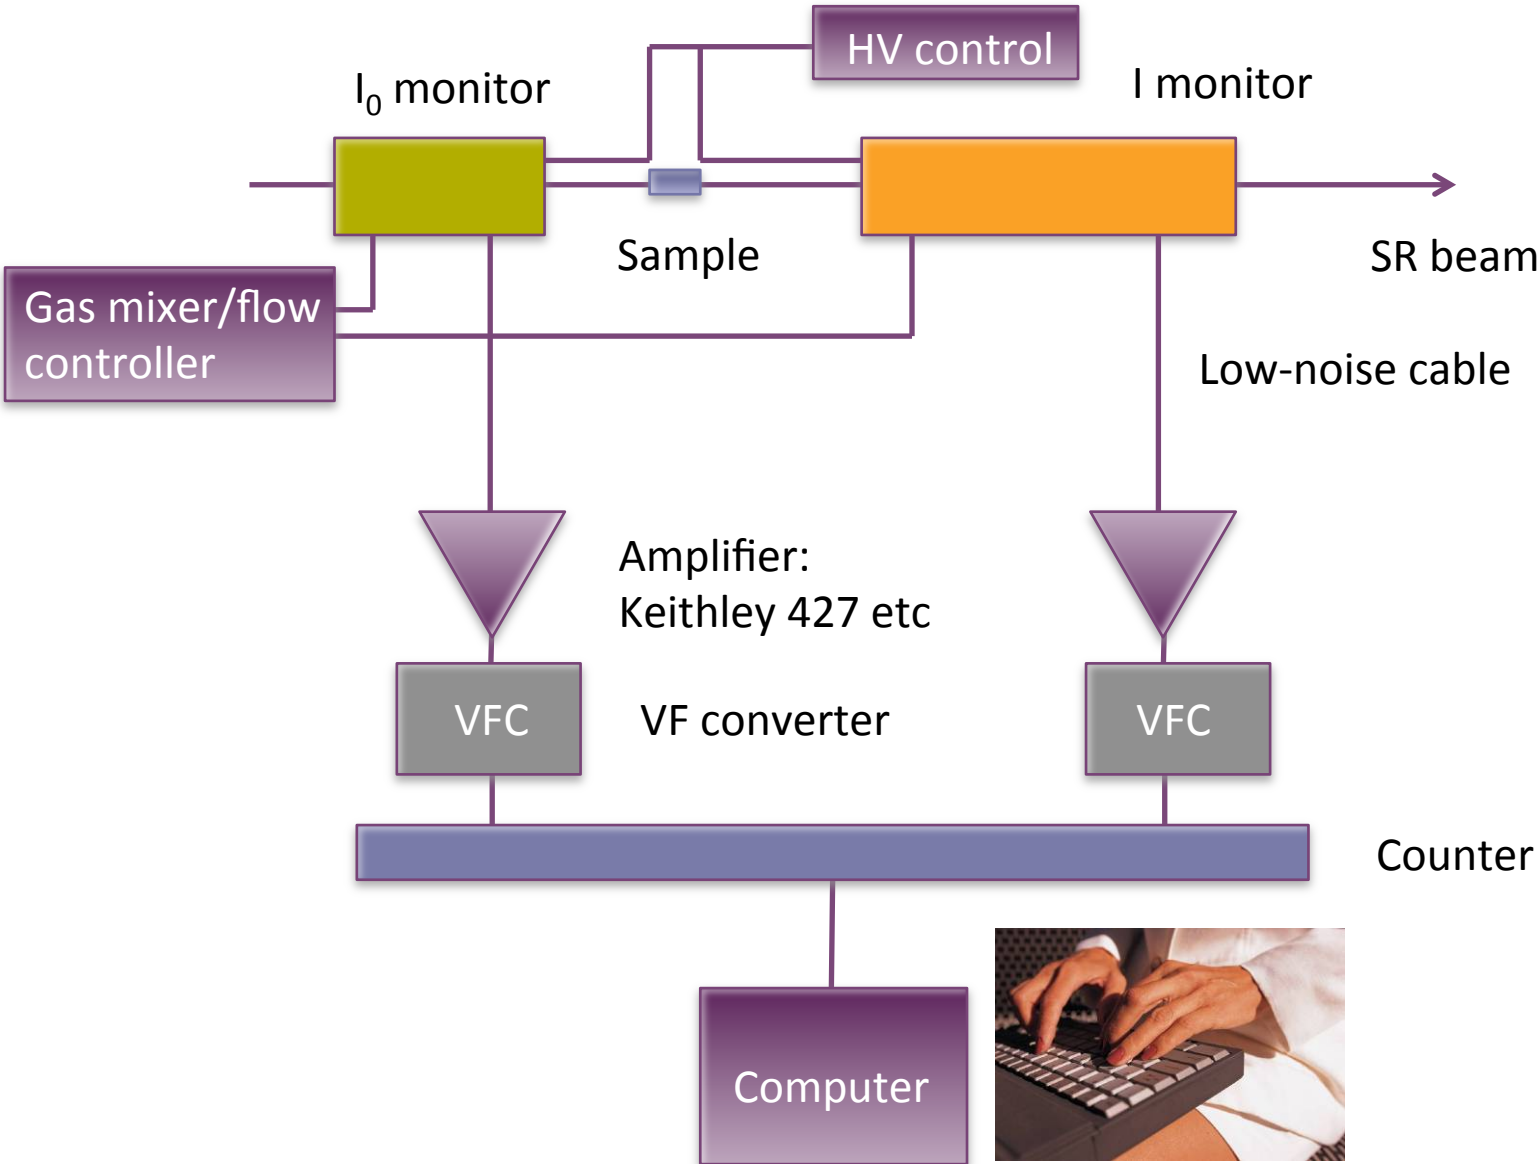 HV control
I₀ monitor
I monitor
Sample
SR beam
Gas mixer/flow
controller
Low-noise cable
Amplifier:
Keithley 427 etc
VFC
VF converter
VFC
Counter
Computer